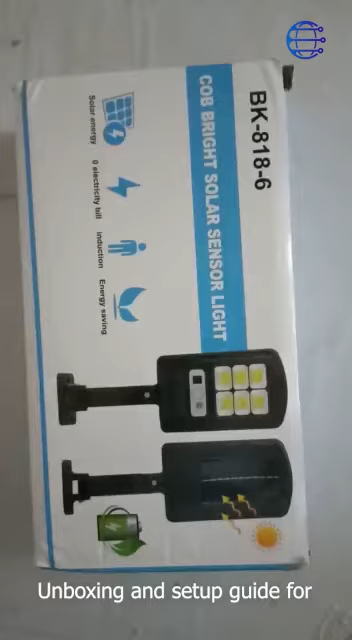 BK-818-6
COB BRIGHT SOLAR SENSOR LIGHT
Solar energy
0 electricity bill
induction
Energy saving
Unboxing and setup guide for